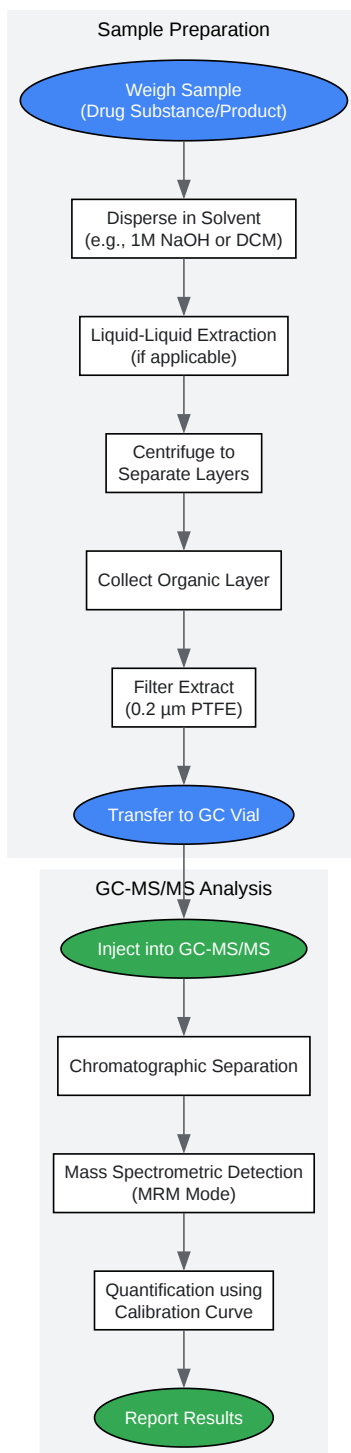 Sample Preparation
Weigh Sample
(Drug Substance/Product)
Disperse in Solvent
(e.g., 1M NaOH or DCM)
Liquid-Liquid Extraction
(if applicable)
Centrifuge to
Separate Layers
Collect Organic Layer
Filter Extract
(0.2 µm PTFE)
Transfer to GC Vial
GC-MS/MS Analysis
Inject into GC-MS/MS
Chromatographic Separation
Mass Spectrometric Detection
(MRM Mode)
Quantification using
Calibration Curve
Report Results